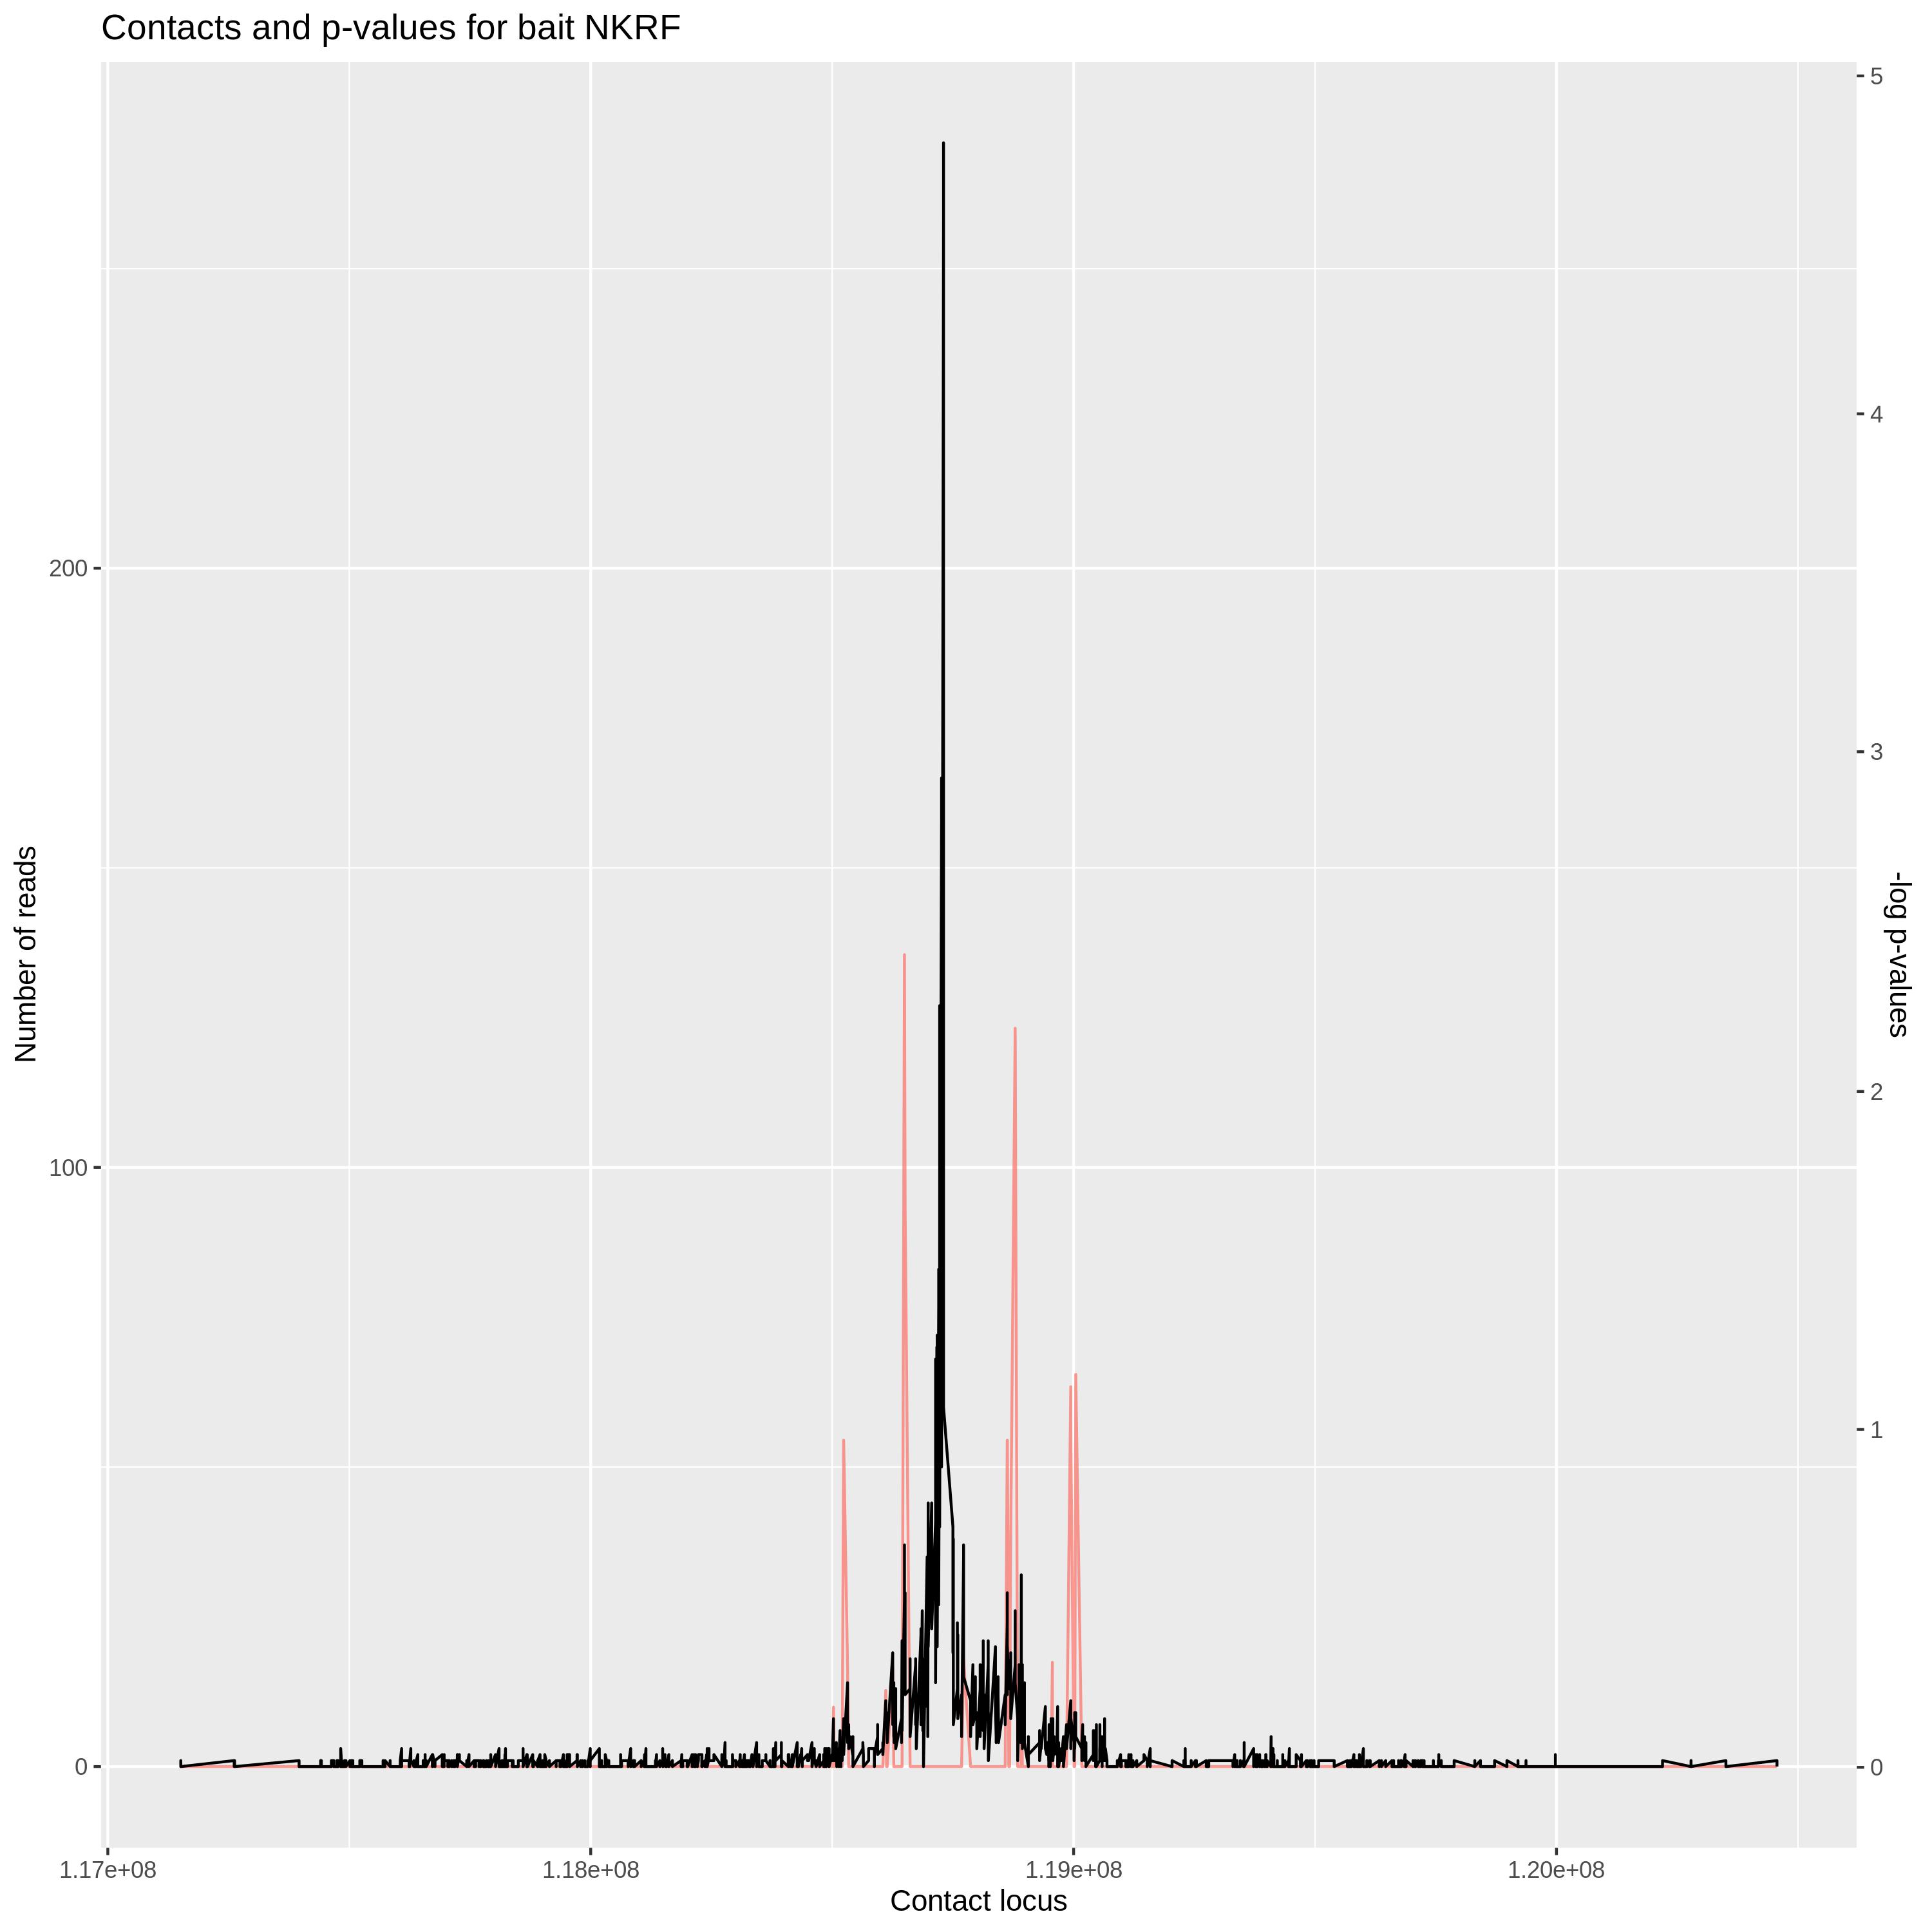 Contacts and p-values for bait NKRF
5
4
200
3
Number of reads
-log p-values
2
100
1
0
0
1.17e+08
1.18e+08
1.19e+08
1.20e+08
Contact locus